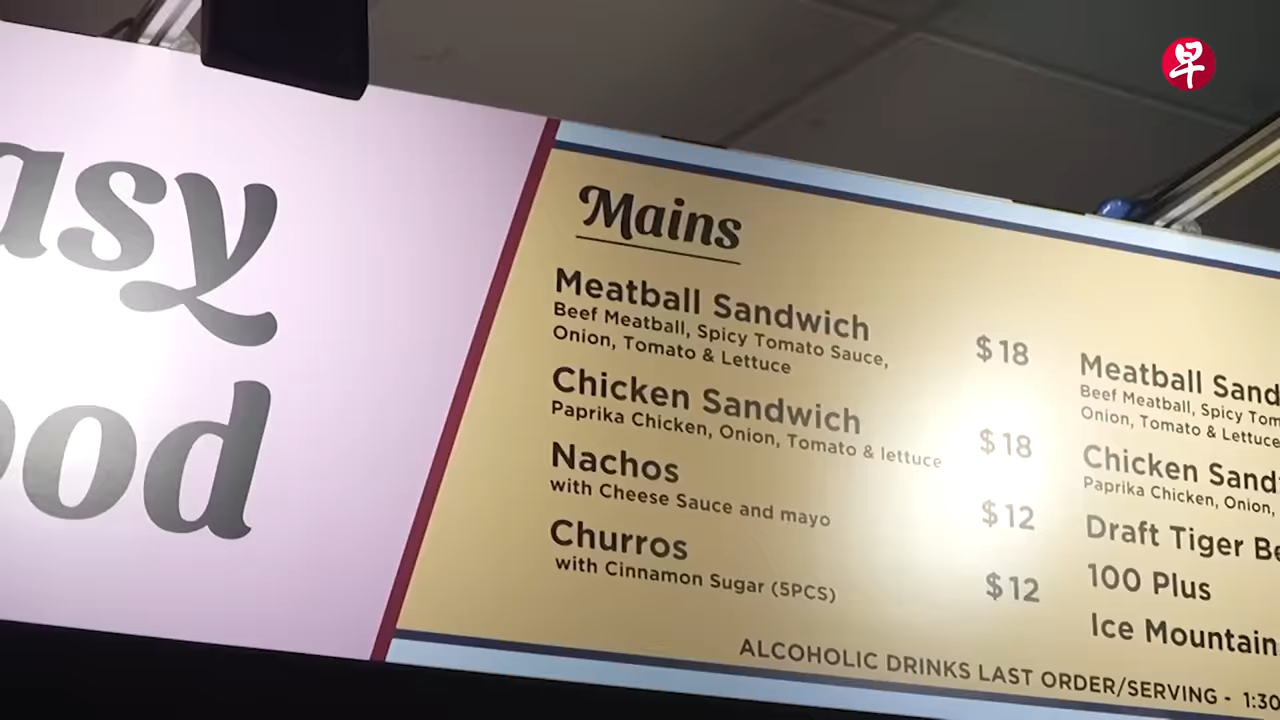 早
asy
ood
Mains
Meatball Sandwich $18
Beef Meatball, Spicy Tomato Sauce,
Onion, Tomato & Lettuce
Chicken Sandwich $18
Paprika Chicken, Onion, Tomato & lettuce
Nachos $12
with Cheese Sauce and mayo
Churros $12
with Cinnamon Sugar (5PCS)
Meatball Sand
Beef Meatball, Spicy Tom
Onion, Tomato & Lettuce
Chicken Sand
Paprika Chicken, Onion,
Draft Tiger Be
100 Plus
Ice Mountain
ALCOHOLIC DRINKS LAST ORDER/SERVING - 1:30